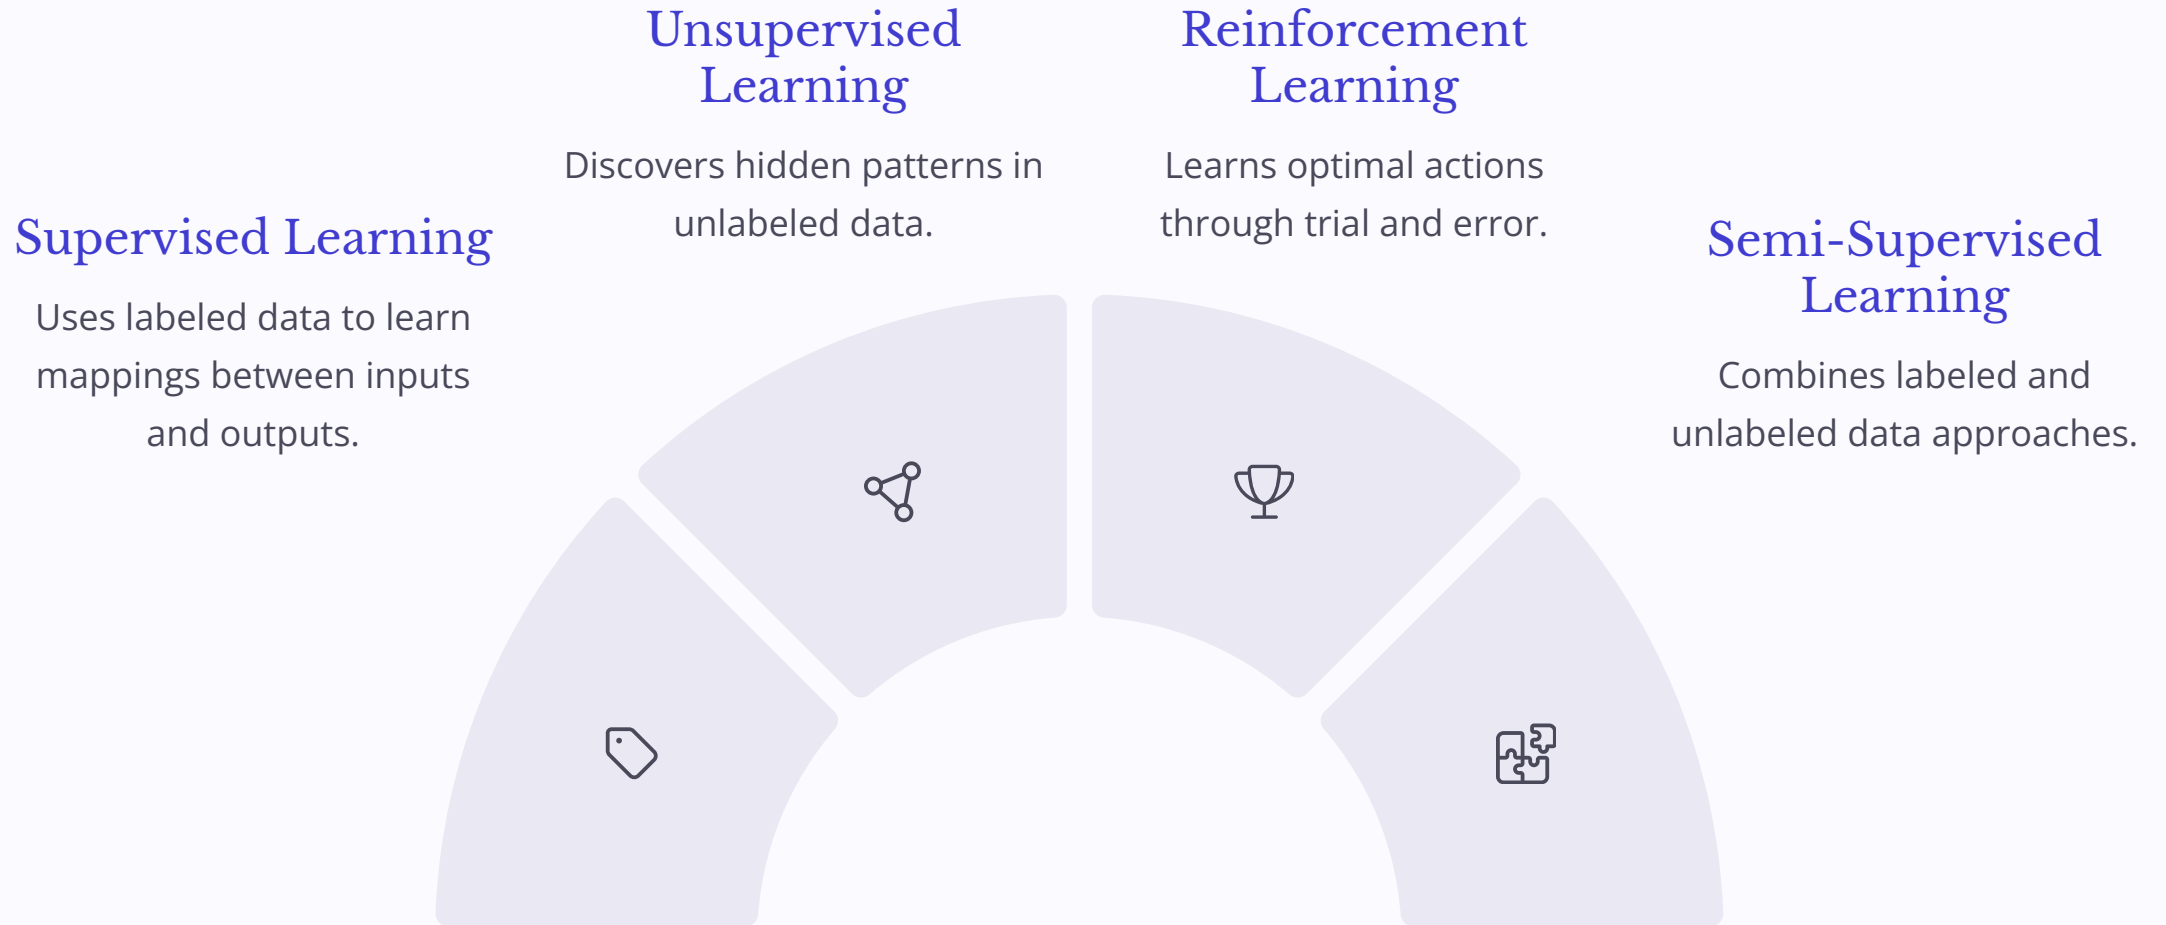 Supervised Learning
Uses labeled data to learn
mappings between inputs
and outputs.
Unsupervised
Learning
Discovers hidden patterns in
unlabeled data.
Reinforcement
Learning
Learns optimal actions
through trial and error.
Semi-Supervised
Learning
Combines labeled and
unlabeled data approaches.